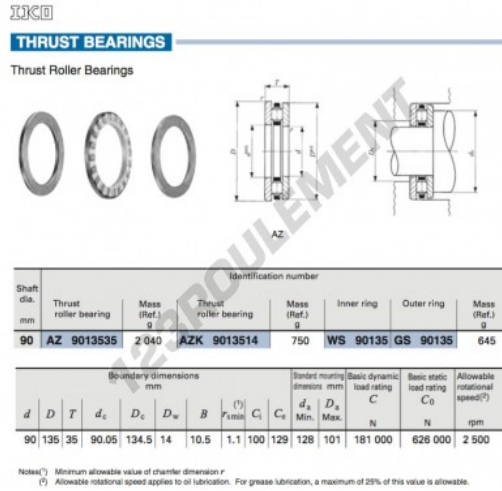 IKO
THRUST BEARINGS
Thrust Roller Bearings
T
r
D
d
AZ
123ROULEMENT
Identification number
Shaft dia. mm
Thrust roller bearing
Mass (Ref.) g
Thrust roller bearing
Mass (Ref.) g
Inner ring
Outer ring
Mass (Ref.) g
90 AZ 9013535 2 040 AZK 9013514 750 WS 90135 GS 90135 645
Boundary dimensions mm
Standard mounting dimensions mm
Basic dynamic load rating C N
Basic static load rating C₀ N
Allowable rotational speed(²) rpm
d D T dc Dc Dw B rs min(¹) Ci Ce da Min. Da Max.
90 135 35 90.05 134.5 14 10.5 1.1 100 129 128 101 181 000 626 000 2 500
Notes(¹) Minimum allowable value of chamfer dimension r
(²) Allowable rotational speed applies to oil lubrication. For grease lubrication, a maximum of 25% of this value is allowable.